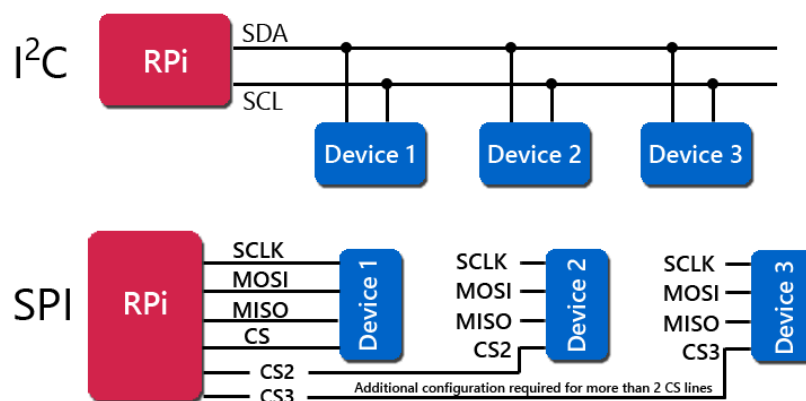 I²C
RPi
SDA
SCL
Device 1
Device 2
Device 3
SPI
RPi
SCLK
MOSI
MISO
CS
CS2
CS3
Device 1
SCLK
MOSI
MISO
CS2
Device 2
SCLK
MOSI
MISO
CS3
Device 3
Additional configuration required for more than 2 CS lines